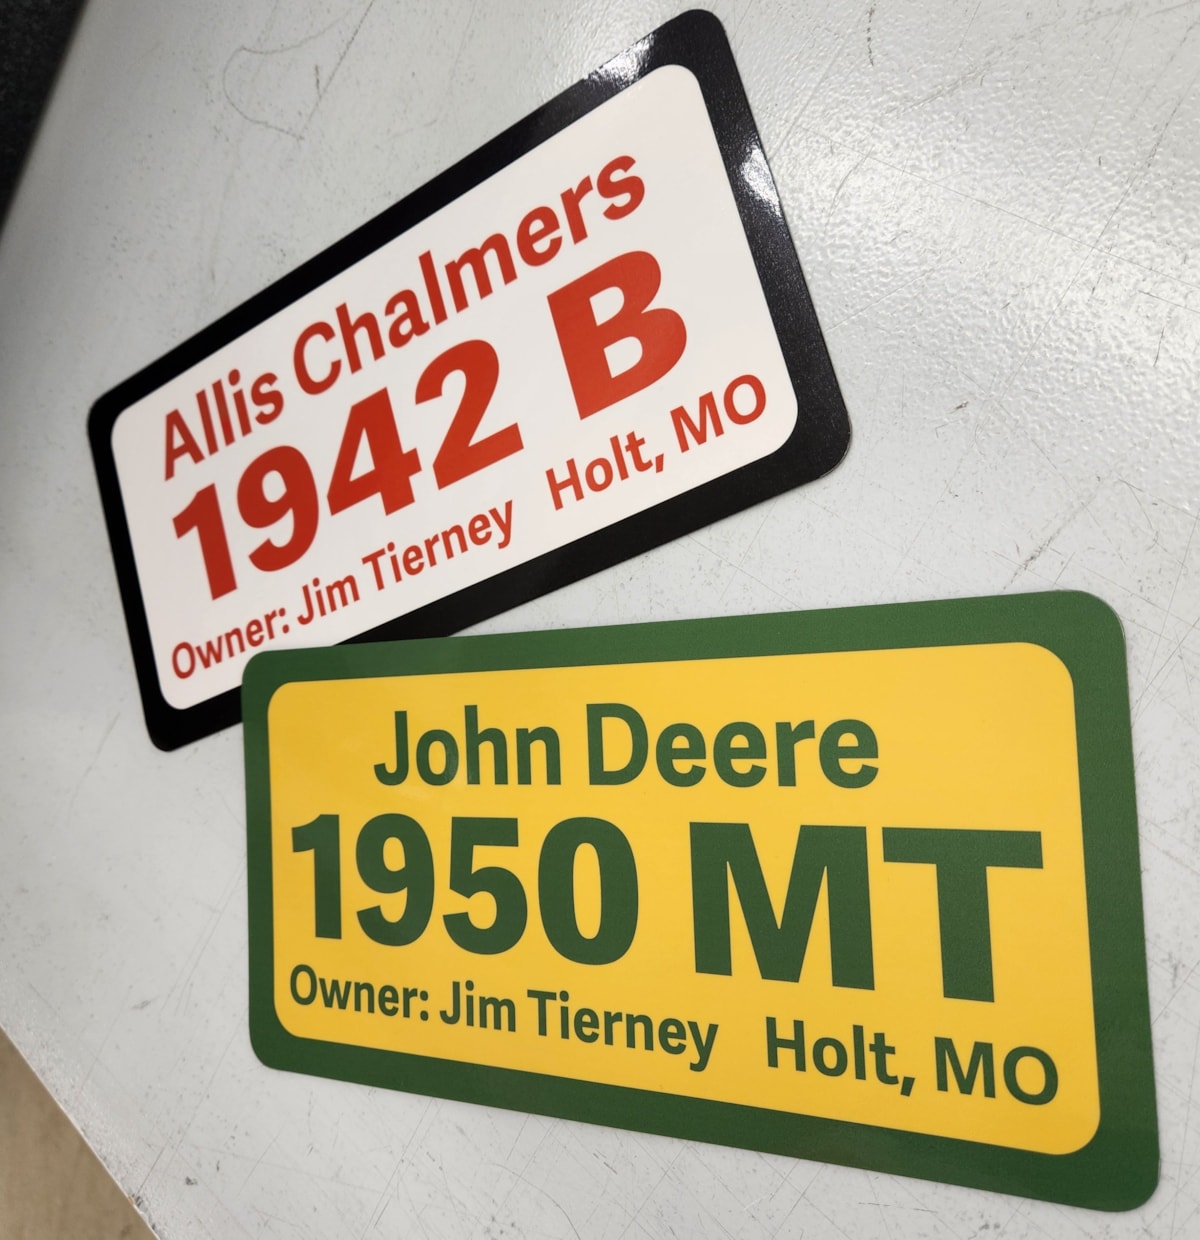 Allis Chalmers
1942 B
Owner: Jim Tierney Holt, MO
John Deere
1950 MT
Owner: Jim Tierney Holt, MO